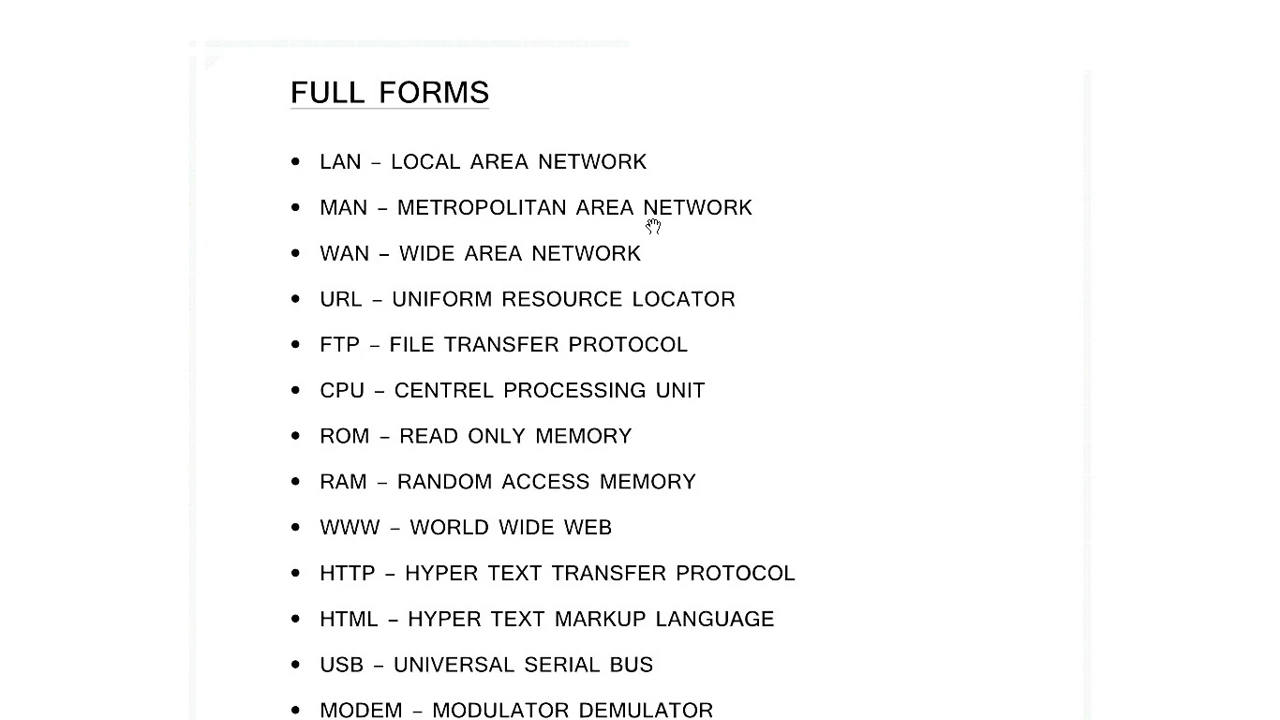 FULL FORMS
• LAN – LOCAL AREA NETWORK
• MAN – METROPOLITAN AREA NETWORK
• WAN – WIDE AREA NETWORK
• URL – UNIFORM RESOURCE LOCATOR
• FTP – FILE TRANSFER PROTOCOL
• CPU – CENTREL PROCESSING UNIT
• ROM – READ ONLY MEMORY
• RAM – RANDOM ACCESS MEMORY
• WWW – WORLD WIDE WEB
• HTTP – HYPER TEXT TRANSFER PROTOCOL
• HTML – HYPER TEXT MARKUP LANGUAGE
• USB – UNIVERSAL SERIAL BUS
• MODEM – MODULATOR DEMULATOR